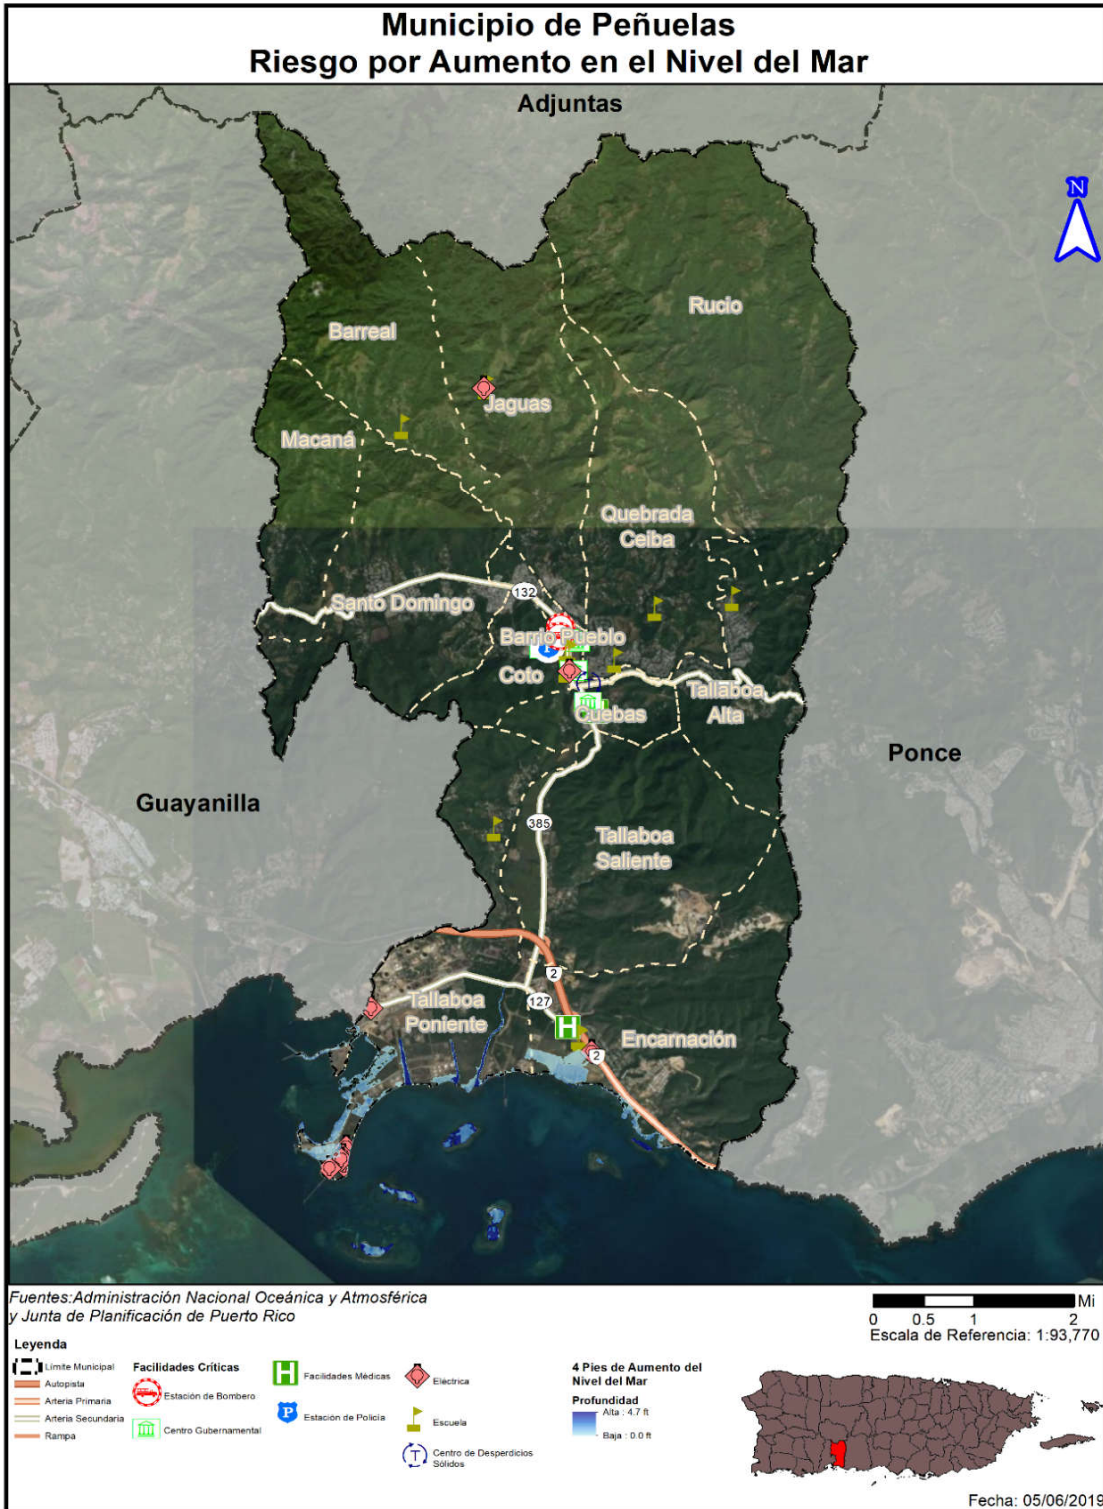 Municipio de Peñuelas
Riesgo por Aumento en el Nivel del Mar
Adjuntas
N
Rucio
Barreal
Jaguas
Macaná
Quebrada
Ceiba
132
Santo Domingo
Barrio Pueblo
P
Coto
Tallaboa
Alta
Cuebas
Ponce
Guayanilla
385
Tallaboa
Saliente
2
127
Tallaboa
Poniente
H
Encarnación
2
Fuentes:Administración Nacional Oceánica y Atmosférica
y Junta de Planificación de Puerto Rico
Mi
0 0.5 1 2
Escala de Referencia: 1:93,770
Leyenda
Límite Municipal
Autopista
Arteria Primaria
Arteria Secundaria
Rampa
Facilidades Críticas
Estación de Bombero
Centro Gubernamental
H Facilidades Médicas
P Estación de Policía
Eléctrica
Escuela
T Centro de Desperdicios
Sólidos
4 Pies de Aumento del
Nivel del Mar
Profundidad
Alta : 4.7 ft
Baja : 0.0 ft
Fecha: 05/06/2019